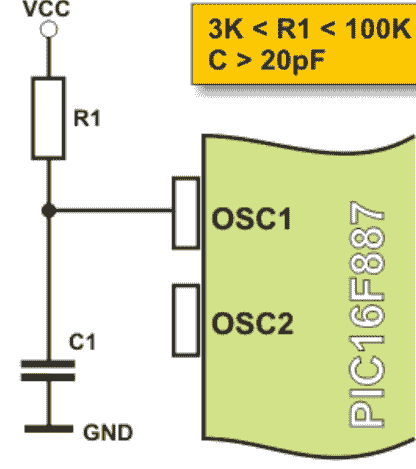 VCC
3K < R1 < 100K
C > 20pF
R1
OSC1
OSC2
PIC16F887
C1
GND